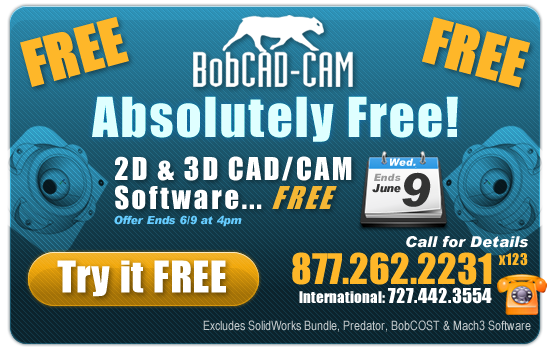 FREE
FREE
BobCAD-CAM
Absolutely Free!
2D & 3D CAD/CAM
Software... FREE
Offer Ends 6/9 at 4pm
Wed.
Ends
June 9
Call for Details
877.262.2231 x123
International: 727.442.3554
Try it FREE
Excludes SolidWorks Bundle, Predator, BobCOST & Mach3 Software